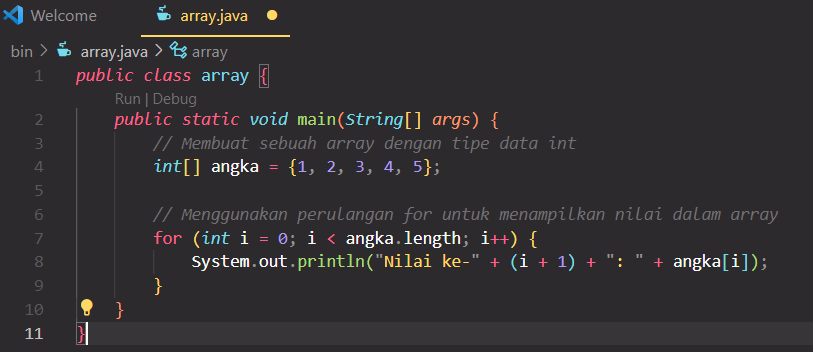 Welcome array.java
bin > array.java > array
1 public class array {
Run | Debug
2 public static void main(String[] args) {
3 // Membuat sebuah array dengan tipe data int
4 int[] angka = {1, 2, 3, 4, 5};
5
6 // Menggunakan perulangan for untuk menampilkan nilai dalam array
7 for (int i = 0; i < angka.length; i++) {
8 System.out.println("Nilai ke-" + (i + 1) + ": " + angka[i]);
9 }
10 }
11 }